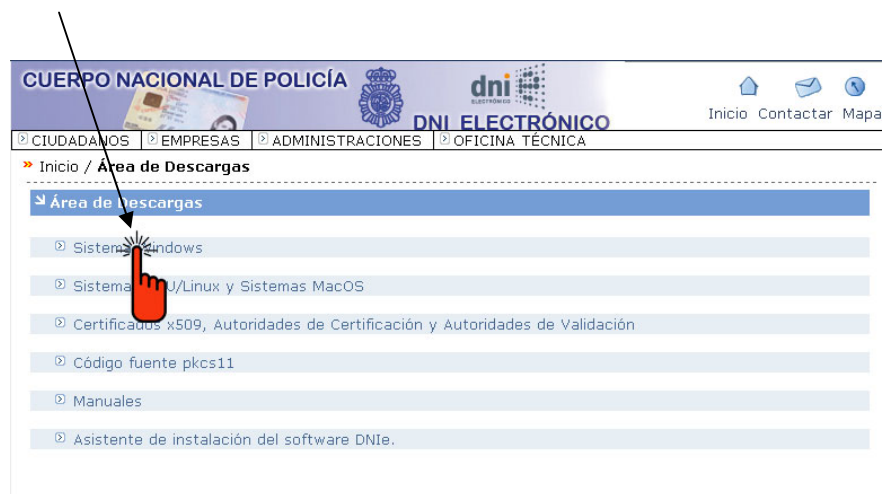 CUERPO NACIONAL DE POLICÍA
dni
ELECTRÓNICO
DNI ELECTRÓNICO
Inicio Contactar Mapa
CIUDADANOS EMPRESAS ADMINISTRACIONES OFICINA TÉCNICA
» Inicio / Área de Descargas
Área de Descargas
Sistemas Windows
Sistemas GNU/Linux y Sistemas MacOS
Certificados x509, Autoridades de Certificación y Autoridades de Validación
Código fuente pkcs11
Manuales
Asistente de instalación del software DNIe.